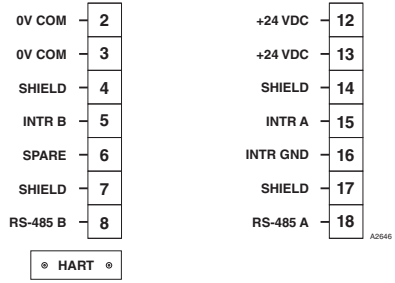 0V COM 2
0V COM 3
SHIELD 4
INTR B 5
SPARE 6
SHIELD 7
RS-485 B 8
HART
+24 VDC 12
+24 VDC 13
SHIELD 14
INTR A 15
INTR GND 16
SHIELD 17
RS-485 A 18
A2646